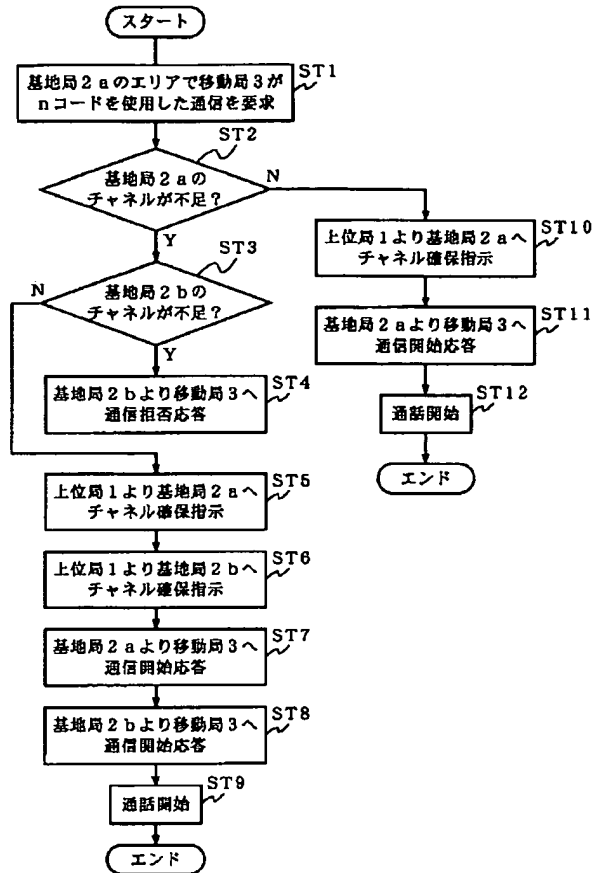 スタート
基地局2aのエリアで移動局3が
nコードを使用した通信を要求
ST1
基地局2aの
チャネルが不足?
ST2
N
Y
基地局2bの
チャネルが不足?
ST3
N
Y
基地局2bより移動局3へ
通信拒否応答
ST4
上位局1より基地局2aへ
チャネル確保指示
ST5
上位局1より基地局2bへ
チャネル確保指示
ST6
基地局2aより移動局3へ
通信開始応答
ST7
基地局2bより移動局3へ
通信開始応答
ST8
通話開始
ST9
エンド
上位局1より基地局2aへ
チャネル確保指示
ST10
基地局2aより移動局3へ
通信開始応答
ST11
通話開始
ST12
エンド